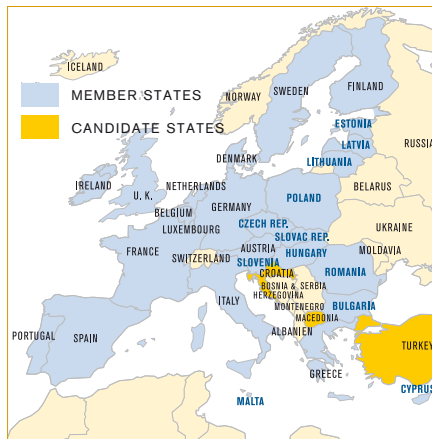 ICELAND
MEMBER STATES
CANDIDATE STATES
NORWAY
SWEDEN
FINLAND
ESTONIA
LATVIA
LITHUANIA
RUSSIA
DENMARK
IRELAND
U. K.
NETHERLANDS
BELGIUM
LUXEMBOURG
GERMANY
POLAND
BELARUS
CZECH REP.
SLOVAC REP.
UKRAINE
MOLDAVIA
FRANCE
SWITZERLAND
AUSTRIA
HUNGARY
SLOVENIA
CROATIA
ROMANIA
BOSNIA &
HERZEGOVINA
SERBIA
MONTENEGRO
ITALY
BULGARIA
MACEDONIA
ALBANIEN
PORTUGAL
SPAIN
GREECE
TURKEY
MALTA
CYPRUS